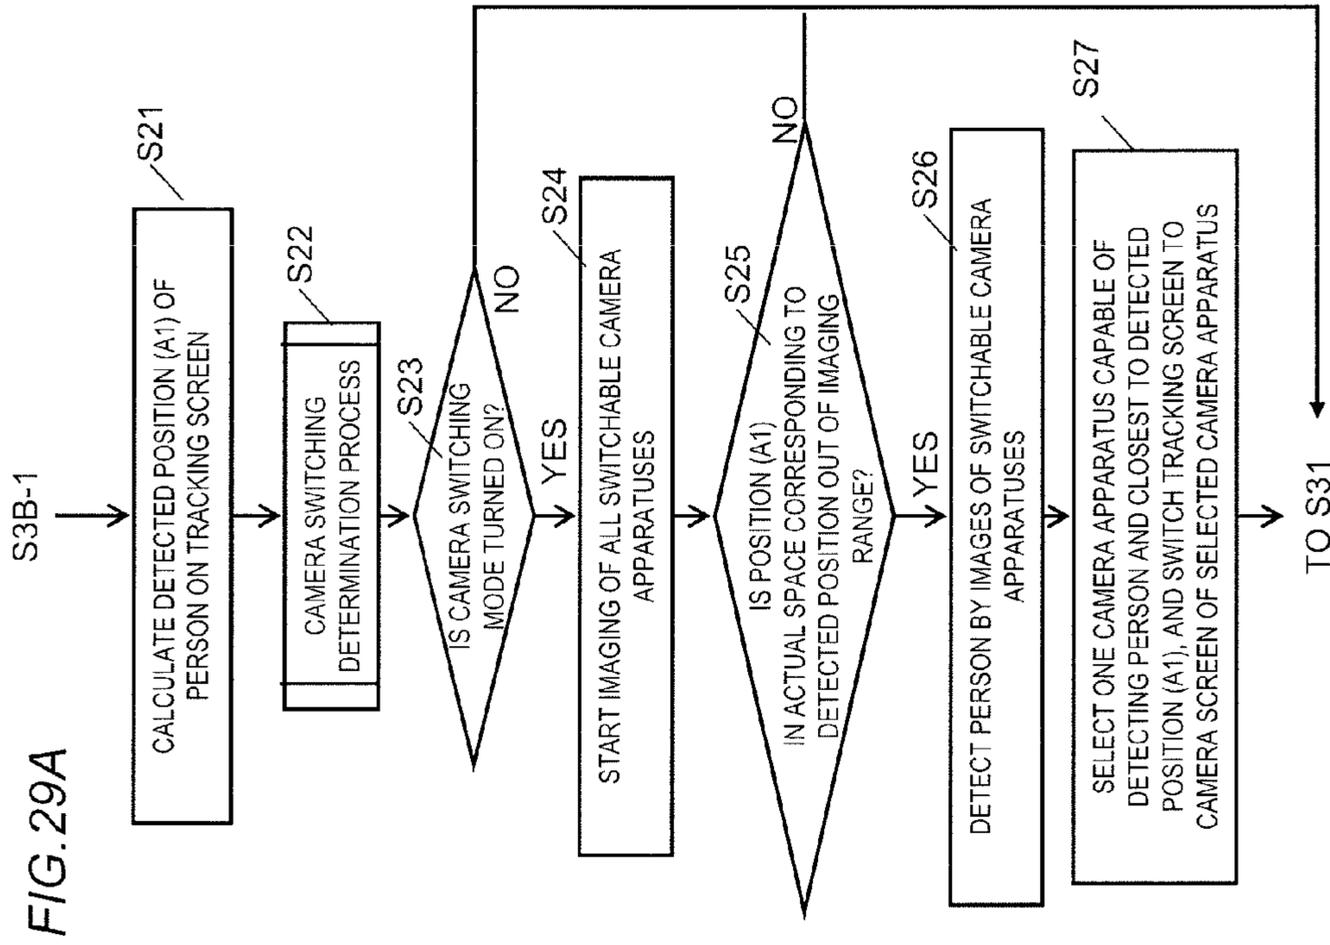 FIG.29A
S3B-1
S21
CALCULATE DETECTED POSITION (A1) OF
PERSON ON TRACKING SCREEN
S22
CAMERA SWITCHING
DETERMINATION PROCESS
S23
IS CAMERA SWITCHING
MODE TURNED ON?
NO
YES
S24
START IMAGING OF ALL SWITCHABLE CAMERA
APPARATUSES
S25
IS POSITION (A1)
IN ACTUAL SPACE CORRESPONDING TO
DETECTED POSITION OUT OF IMAGING
RANGE?
NO
YES
S26
DETECT PERSON BY IMAGES OF SWITCHABLE CAMERA
APPARATUSES
S27
SELECT ONE CAMERA APPARATUS CAPABLE OF
DETECTING PERSON AND CLOSEST TO DETECTED
POSITION (A1), AND SWITCH TRACKING SCREEN TO
CAMERA SCREEN OF SELECTED CAMERA APPARATUS
TO S31